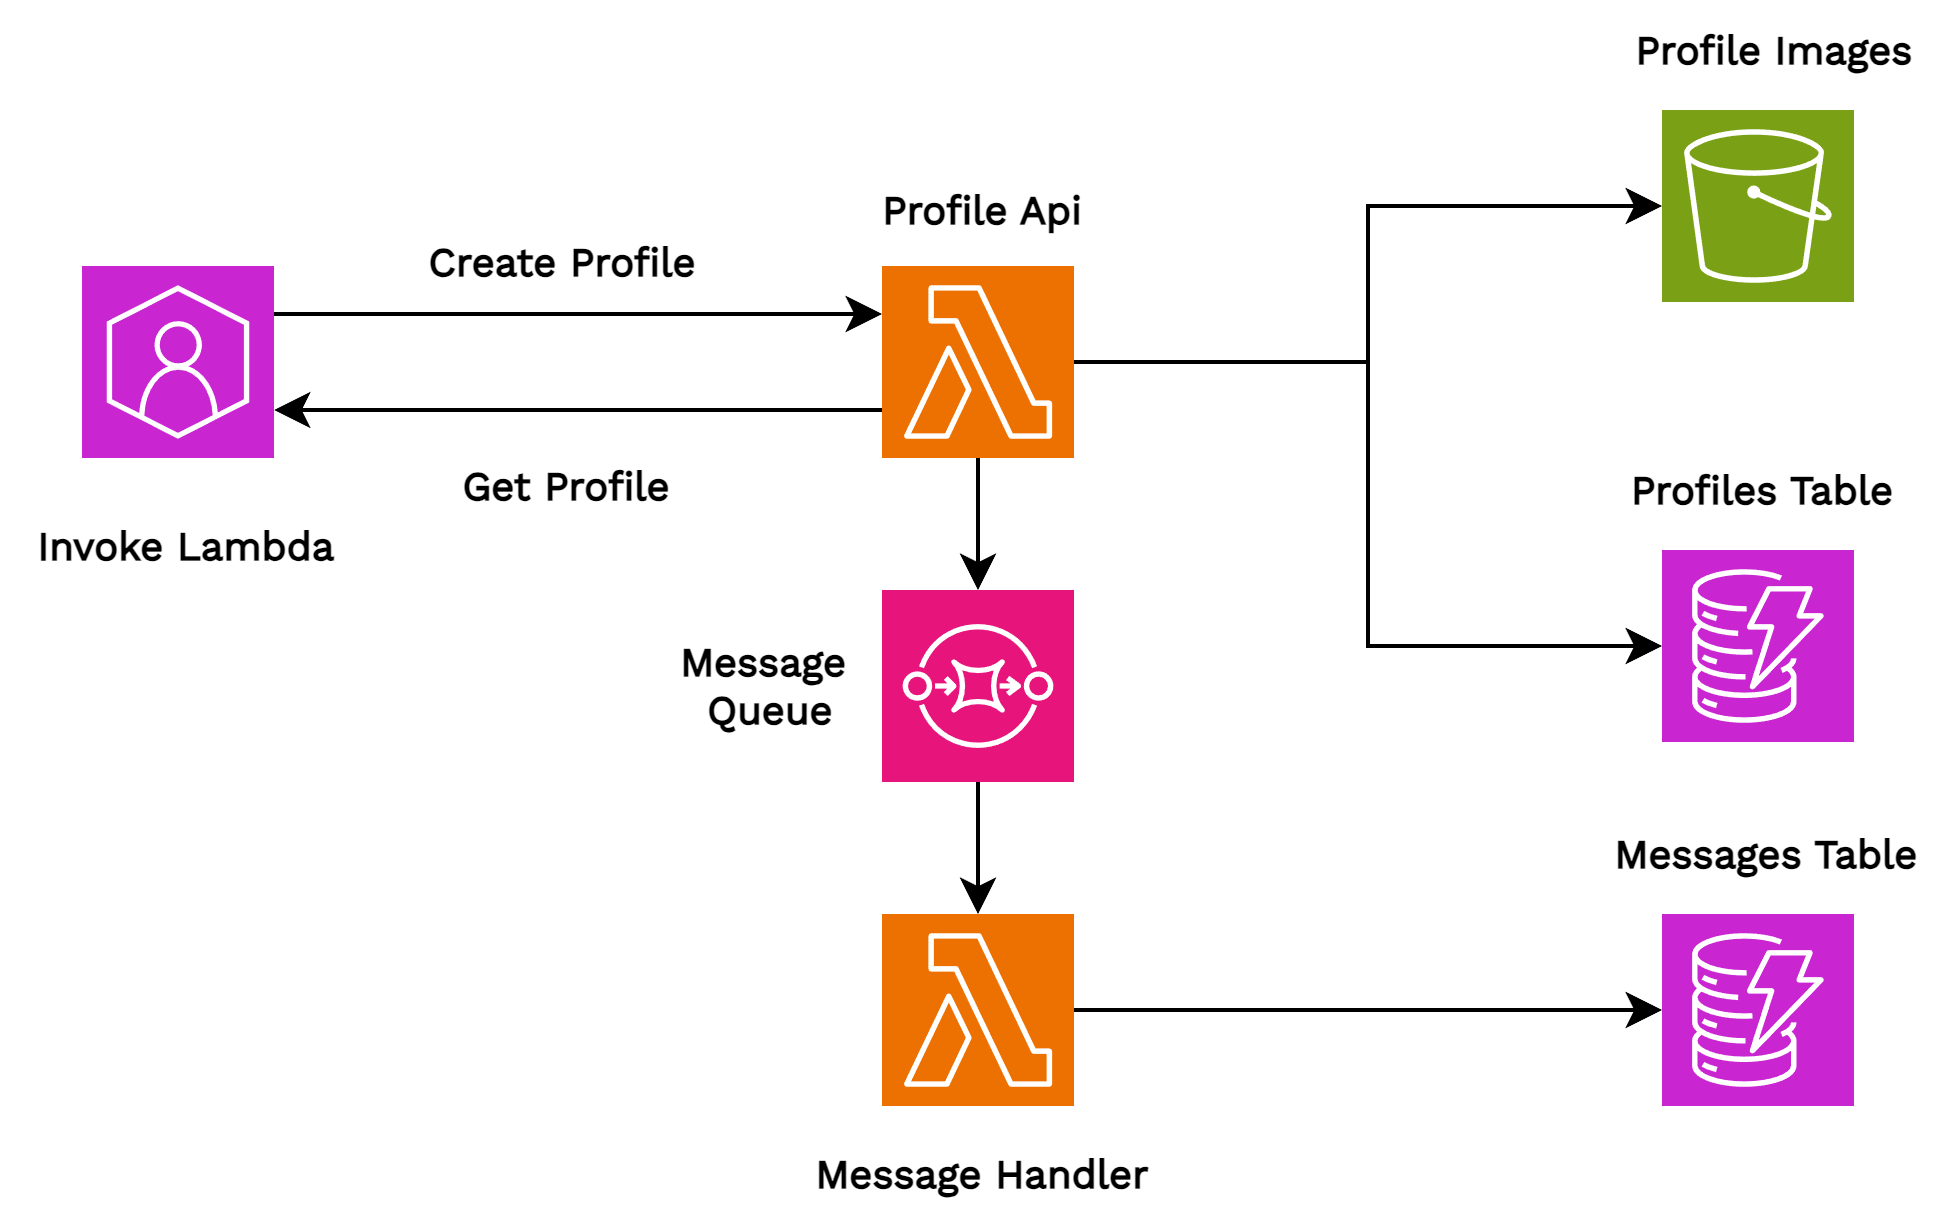 Profile Images
Profile Api
Create Profile
Get Profile
Invoke Lambda
Profiles Table
Message
Queue
Messages Table
Message Handler